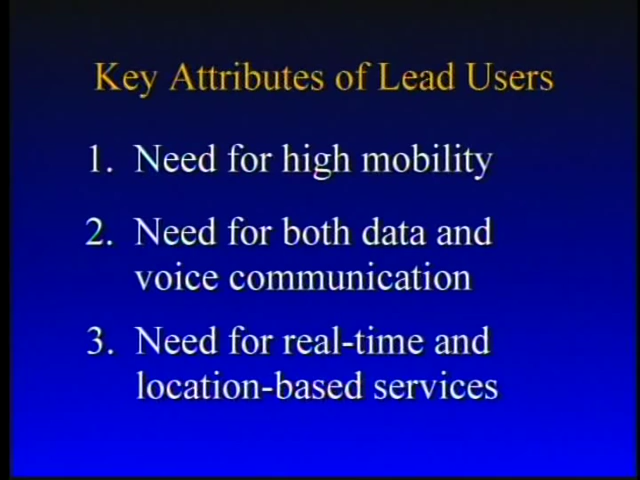 Key Attributes of Lead Users
1. Need for high mobility
2. Need for both data and
voice communication
3. Need for real-time and
location-based services